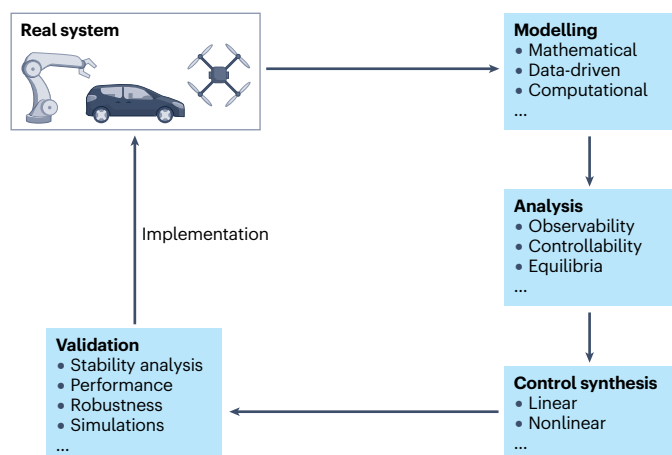 Real system
Modelling
• Mathematical
• Data-driven
• Computational
...
Analysis
• Observability
• Controllability
• Equilibria
...
Implementation
Validation
• Stability analysis
• Performance
• Robustness
• Simulations
...
Control synthesis
• Linear
• Nonlinear
...